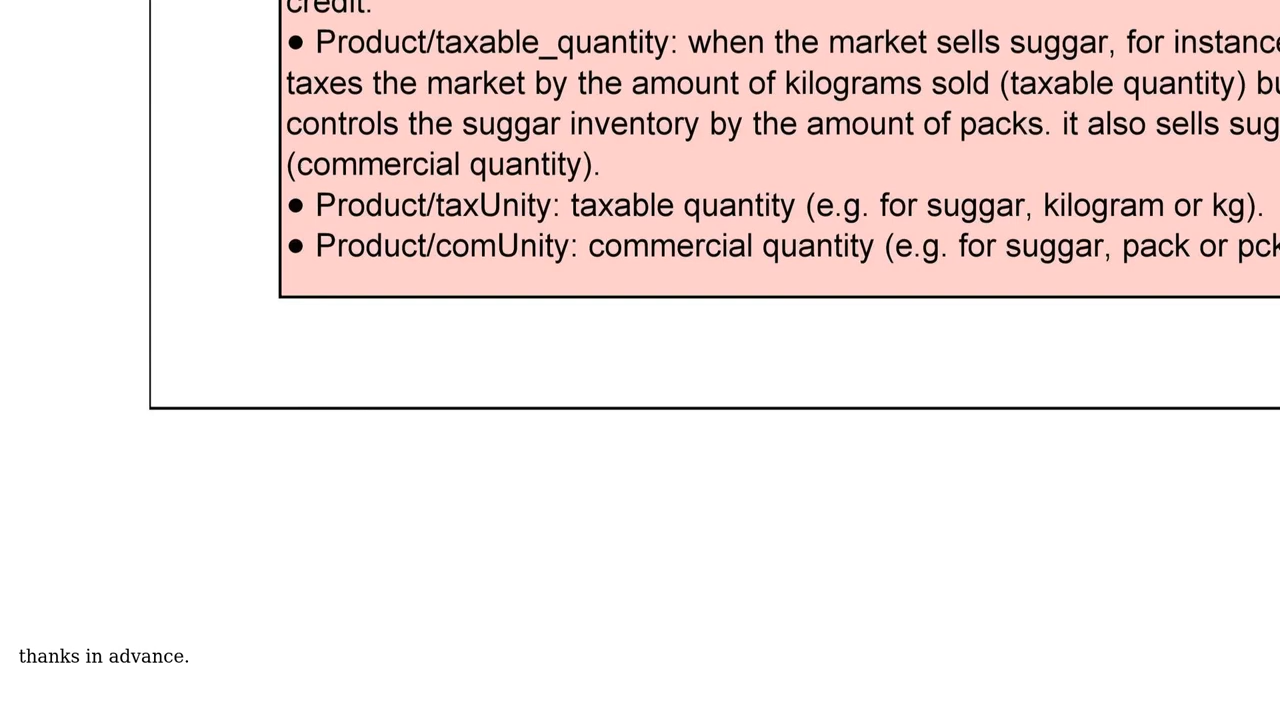 credit.
● Product/taxable_quantity: when the market sells suggar, for instance
taxes the market by the amount of kilograms sold (taxable quantity)
controls the suggar inventory by the amount of packs. it also sells
(commercial quantity).
● Product/taxUnity: taxable quantity (e.g. for suggar, kilogram or kg).
● Product/comUnity: commercial quantity (e.g. for suggar, pack or pck
thanks in advance.